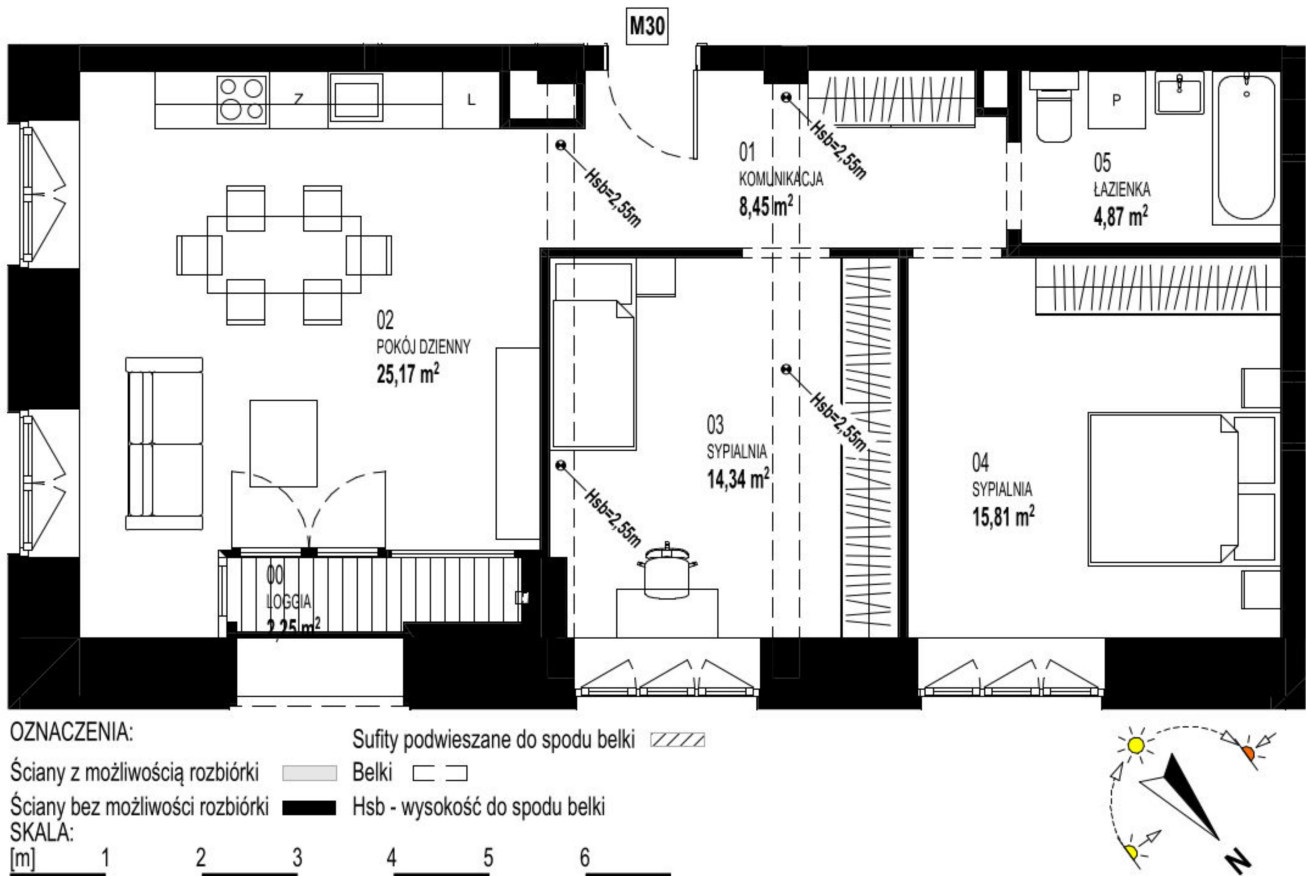 M30
Z
L
Hsb=2,55m
01
KOMUNIKACJA
8,45 m²
Hsb=2,55m
P
05
ŁAZIENKA
4,87 m²
02
POKÓJ DZIENNY
25,17 m²
03
SYPIALNIA
14,34 m²
Hsb=2,55m
Hsb=2,55m
04
SYPIALNIA
15,81 m²
00
LOGGIA
2,25 m²
OZNACZENIA:
Ściany z możliwością rozbiórki
Ściany bez możliwości rozbiórki
Sufity podwieszane do spodu belki
Belki
Hsb - wysokość do spodu belki
SKALA:
[m] 1 2 3 4 5 6
N